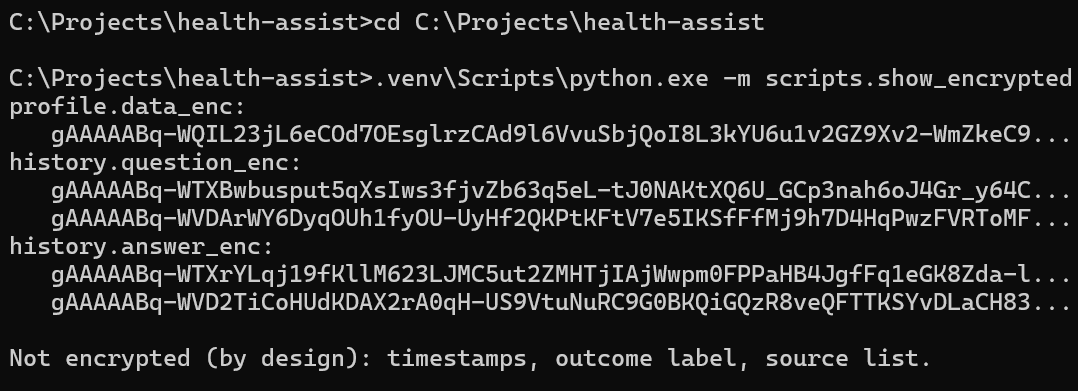 C:\Projects\health-assist>cd C:\Projects\health-assist
C:\Projects\health-assist>.venv\Scripts\python.exe -m scripts.show_encrypted
profile.data_enc:
gAAAAABq-WQIL23jL6eCOd7OEsglrzCAd9l6VvuSbjQoI8L3kYU6u1v2GZ9Xv2-WmZkeC9...
history.question_enc:
gAAAAABq-WTXBwbusput5qXsIws3fjvZb63q5eL-tJ0NAKtXQ6U_GCp3nah6oJ4Gr_y64C...
gAAAAABq-WVDArWY6DyqOUh1fyOU-UyHf2QKPtKFtV7e5IKSfFfMj9h7D4HqPwzFVRToMF...
history.answer_enc:
gAAAAABq-WTXrYLqj19fKllM623LJMC5ut2ZMHTjIAjWwpm0FPPaHB4JgfFq1eGK8Zda-l...
gAAAAABq-WVD2TiCoHUdKDAX2rA0qH-US9VtuNuRC9G0BKQiGQzR8veQFTTKSYvDLaCH83...
Not encrypted (by design): timestamps, outcome label, source list.